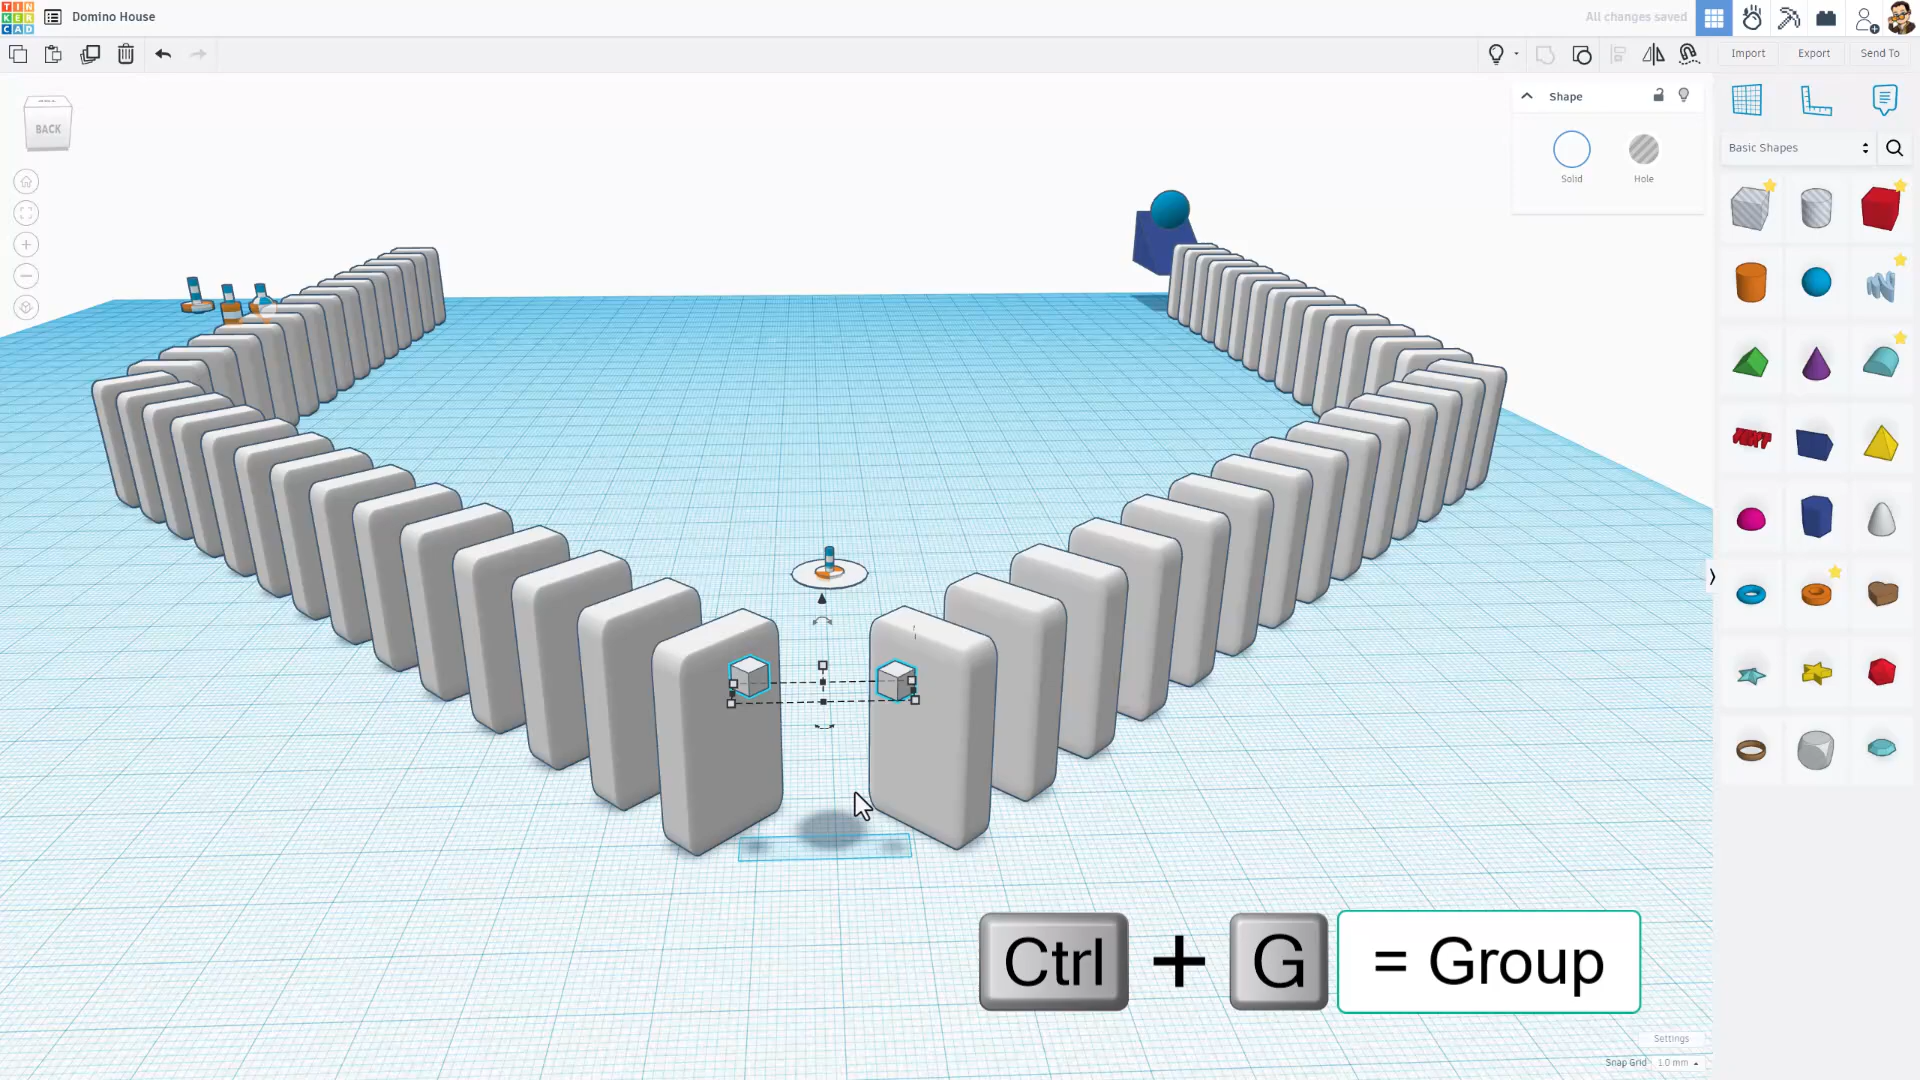 TIN
KER
CAD
Domino House
All changes saved
Import
Export
Send To
BACK
Shape
Solid
Hole
Basic Shapes
Ctrl + G = Group
Settings
Snap Grid 1.0 mm